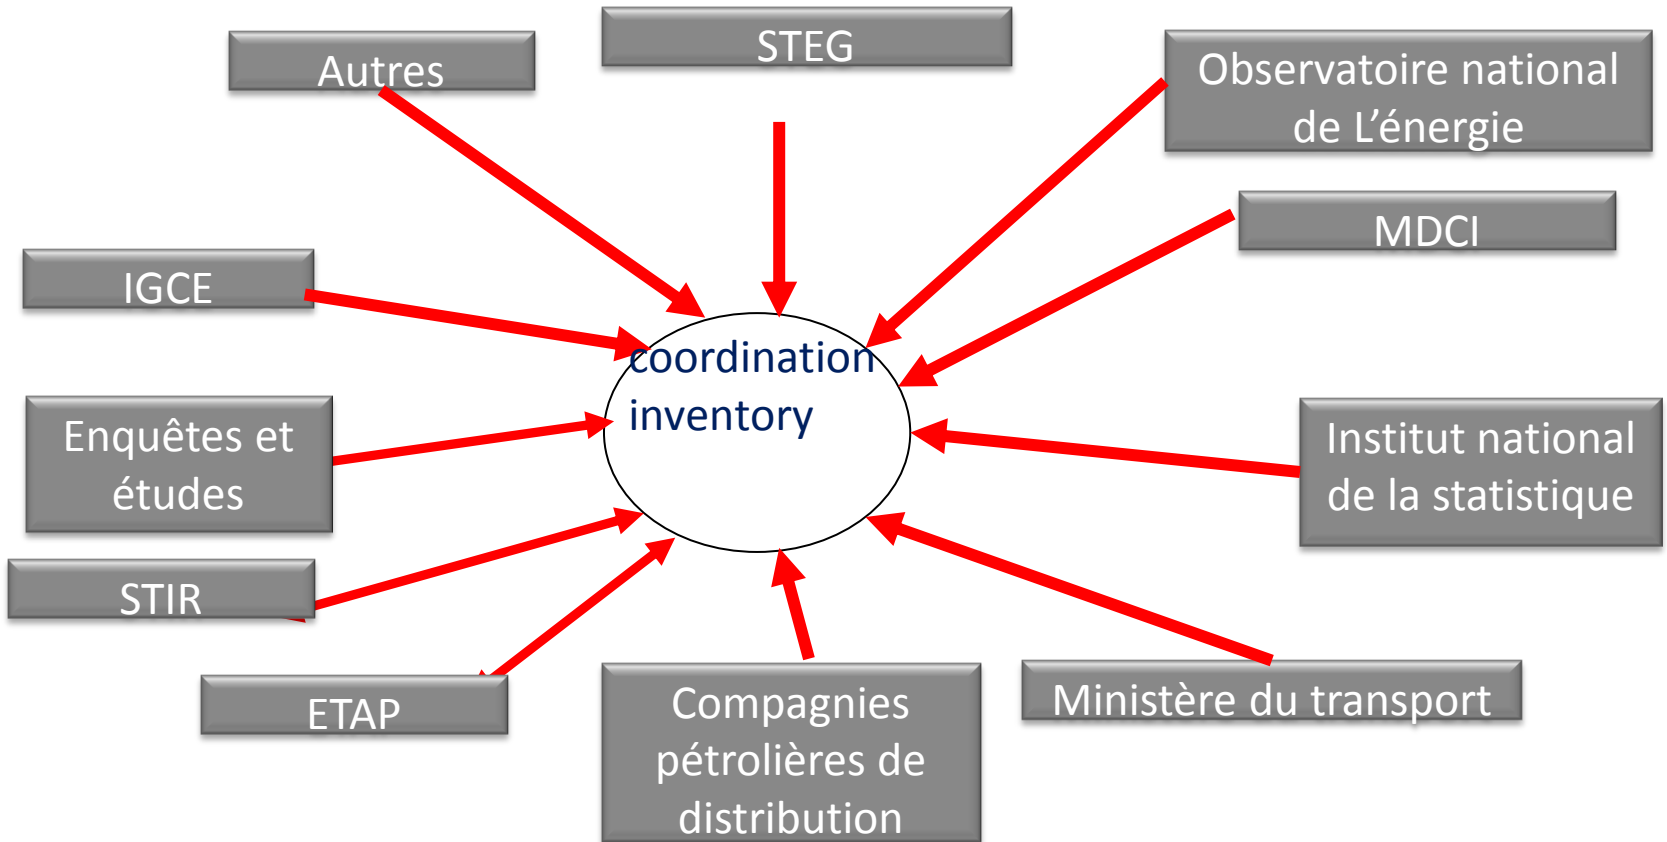 STEG
Autres
Observatoire national
de L’énergie
MDCI
IGCE
coordination
inventory
Enquêtes et
études
Institut national
de la statistique
STIR
ETAP
Compagnies
pétrolières de
distribution
Ministère du transport